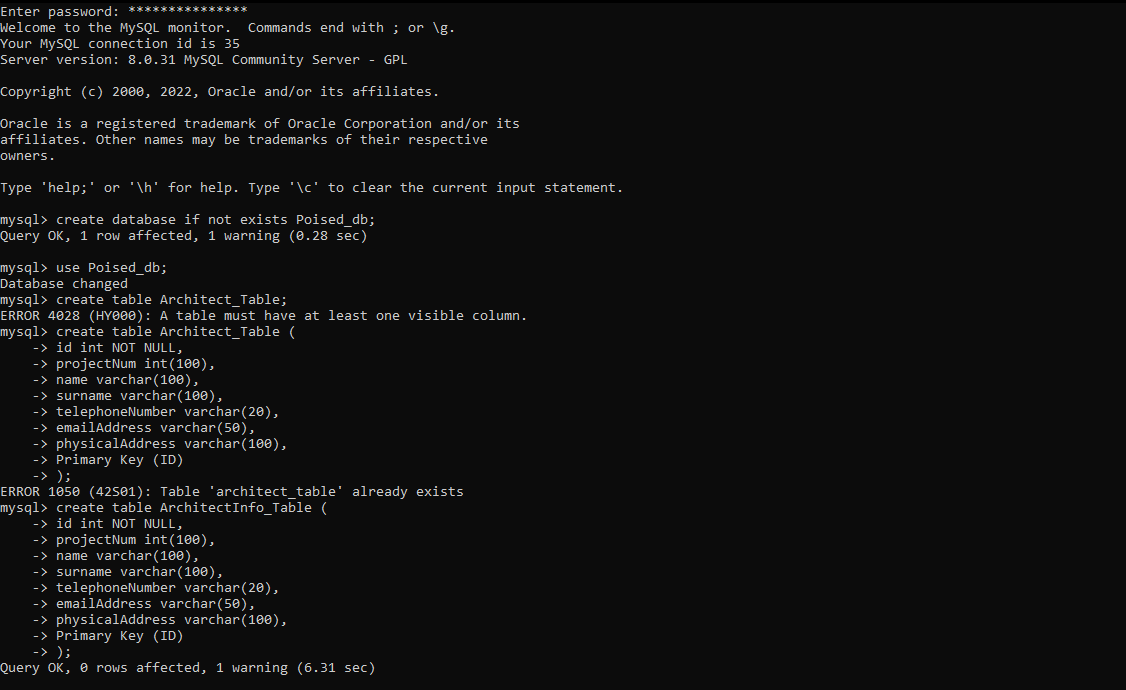 Enter password: ***************
Welcome to the MySQL monitor.  Commands end with ; or \g.
Your MySQL connection id is 35
Server version: 8.0.31 MySQL Community Server - GPL
Copyright (c) 2000, 2022, Oracle and/or its affiliates.
Oracle is a registered trademark of Oracle Corporation and/or its
affiliates. Other names may be trademarks of their respective
owners.
Type 'help;' or '\h' for help. Type '\c' to clear the current input statement.
mysql> create database if not exists Poised_db;
Query OK, 1 row affected, 1 warning (0.28 sec)
mysql> use Poised_db;
Database changed
mysql> create table Architect_Table;
ERROR 4028 (HY000): A table must have at least one visible column.
mysql> create table Architect_Table (
    -> id int NOT NULL,
    -> projectNum int(100),
    -> name varchar(100),
    -> surname varchar(100),
    -> telephoneNumber varchar(20),
    -> emailAddress varchar(50),
    -> physicalAddress varchar(100),
    -> Primary Key (ID)
    -> );
ERROR 1050 (42S01): Table 'architect_table' already exists
mysql> create table ArchitectInfo_Table (
    -> id int NOT NULL,
    -> projectNum int(100),
    -> name varchar(100),
    -> surname varchar(100),
    -> telephoneNumber varchar(20),
    -> emailAddress varchar(50),
    -> physicalAddress varchar(100),
    -> Primary Key (ID)
    -> );
Query OK, 0 rows affected, 1 warning (6.31 sec)